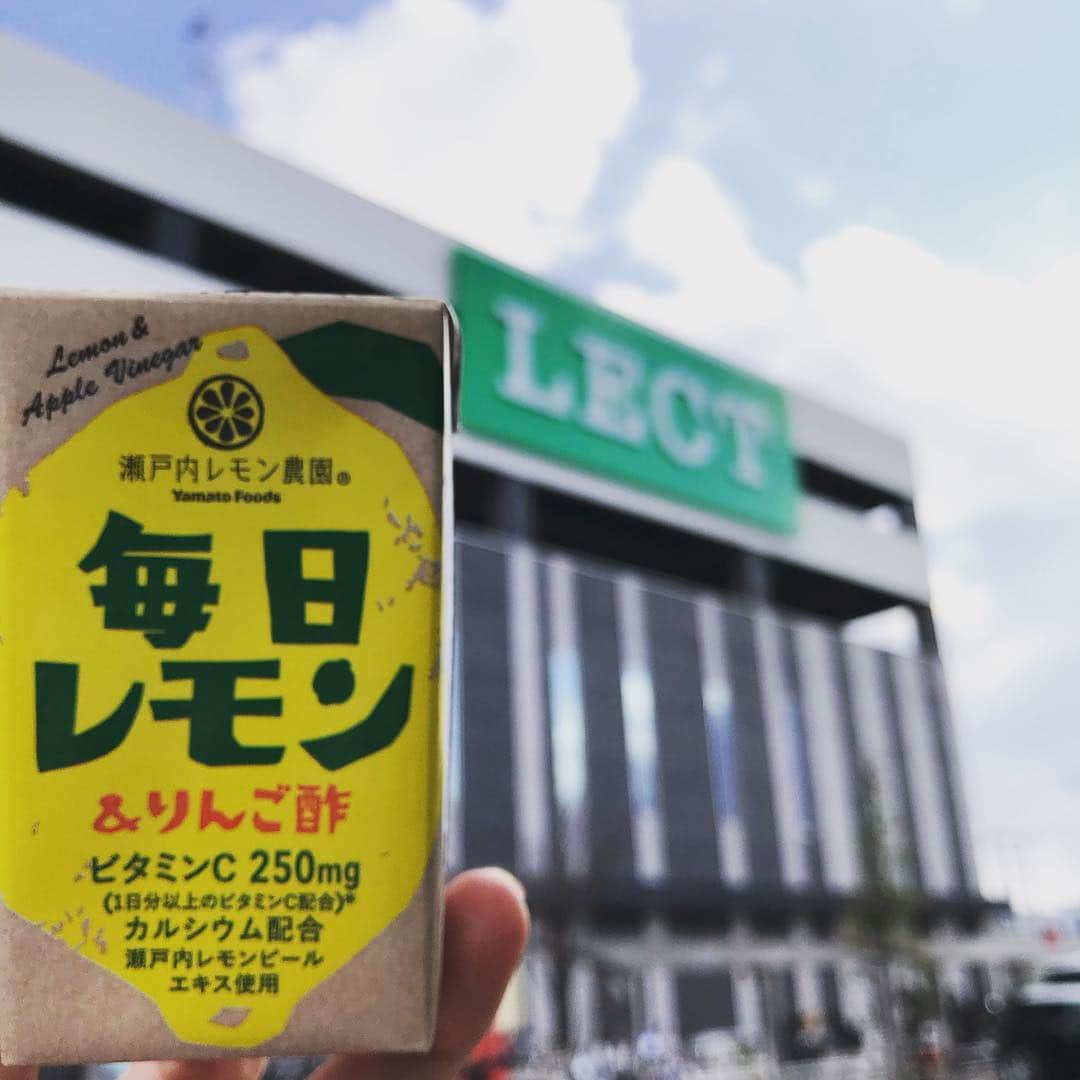 Lemon &
Apple Vinegar
瀬戸内レモン農園®
Yamato Foods
毎日
レモン
&りんご酢
ビタミンC 250mg
(1日分以上のビタミンC配合)*
カルシウム配合
瀬戸内レモンピール
エキス使用
LECT